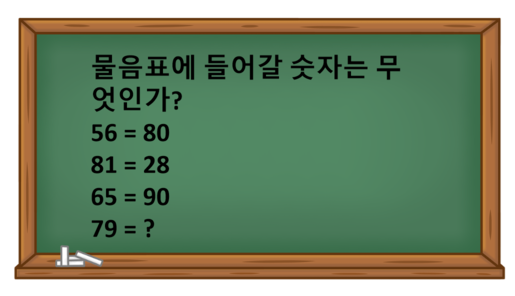 물음표에 들어갈 숫자는 무
엇인가?
56 = 80
81 = 28
65 = 90
79 = ?